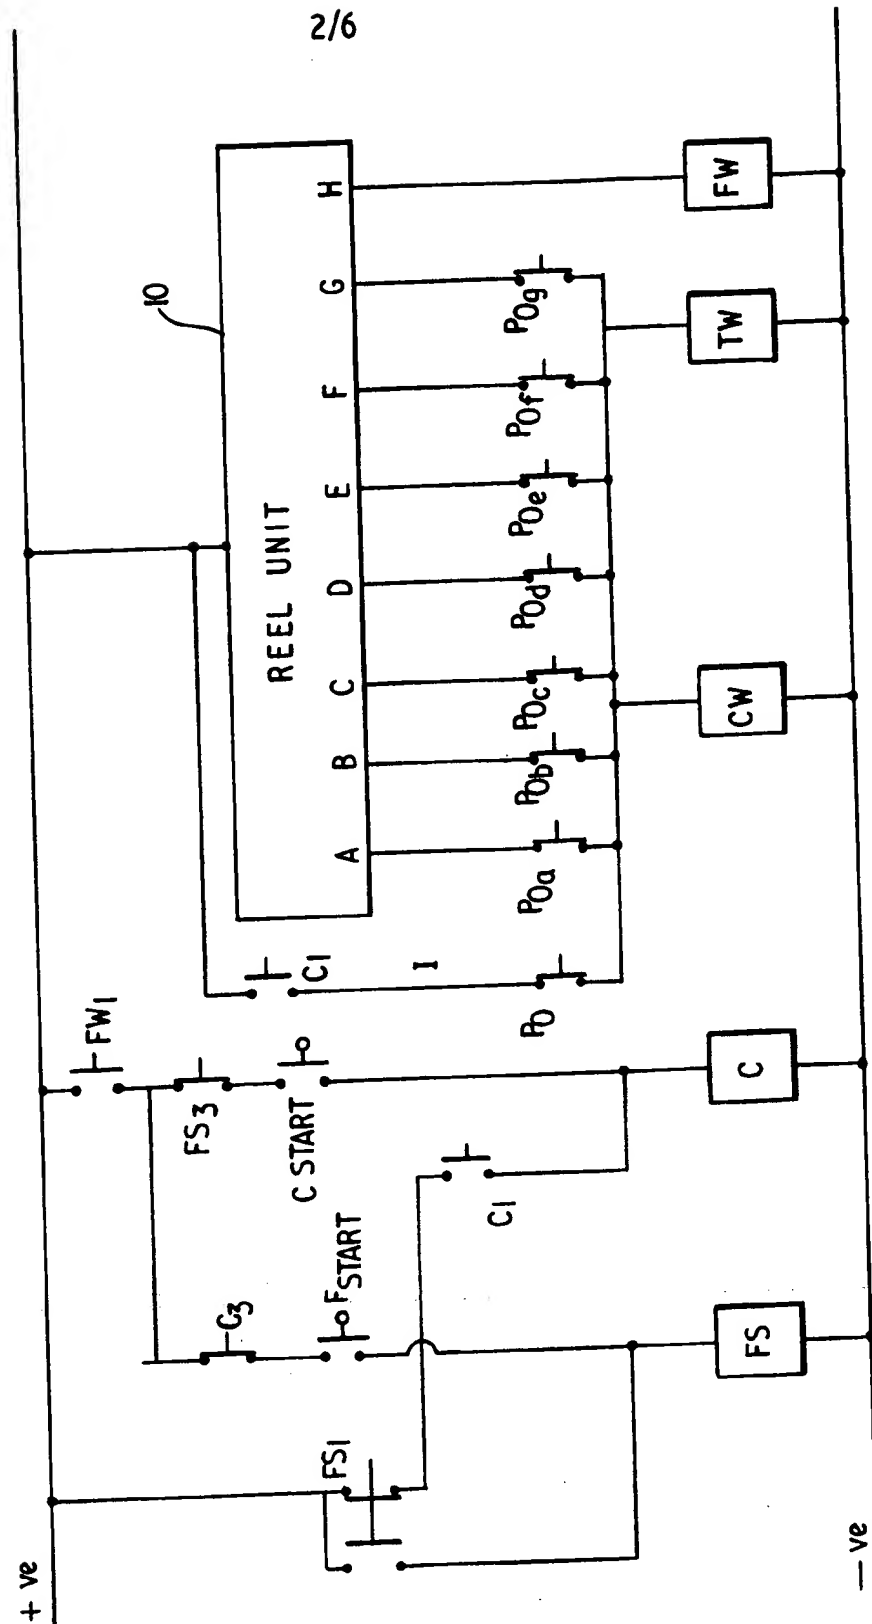 2/6
+ ve
10
REEL UNIT
A B C D E F G H
FW1
FS3
C START
C1
I
P0
P0a
P0b
P0c
P0d
P0e
P0f
P0g
C3
FSTART
C1
FS1
FS
C
CW
TW
FW
- ve